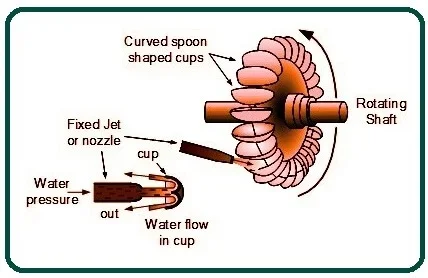 Curved spoon
shaped cups
Rotating
Shaft
Fixed Jet
or nozzle
cup
Water
pressure
out
Water flow
in cup